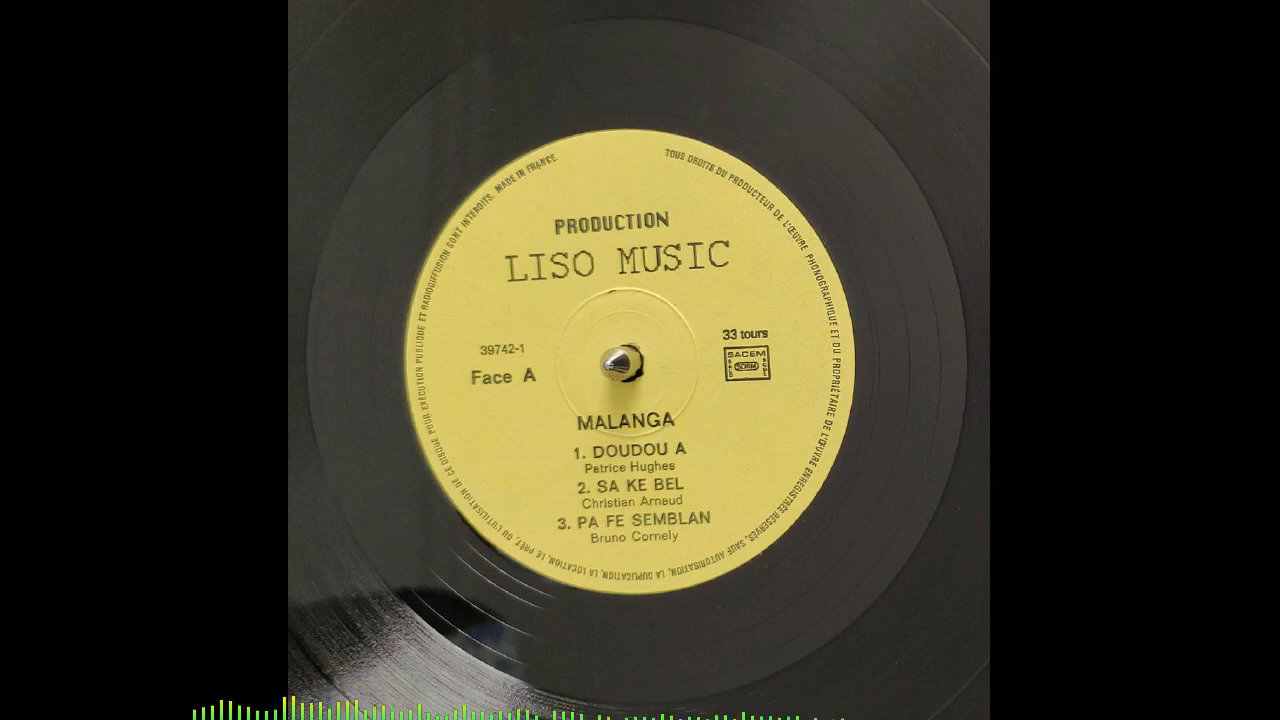 TOUS DROITS DU PRODUCTEUR DE L'ŒUVRE PHONOGRAPHIQUE ET DU PROPRIÉTAIRE DE L'ŒUVRE ENREGISTRÉE RÉSERVÉS, SAUF AUTORISATION, LA DUPLICATION, LA LOCATION, LE PRÊT, OU L'UTILISATION DE CE DISQUE POUR EXÉCUTION PUBLIQUE ET RADIODIFFUSION SONT INTERDITS. MADE IN FRANCE.
PRODUCTION
LISO MUSIC
33 tours
39742-1
SACEM
SDRM
Face A
MALANGA
1. DOUDOU A
Patrice Hughes
2. SA KE BEL
Christian Arnaud
3. PA FE SEMBLAN
Bruno Cornely